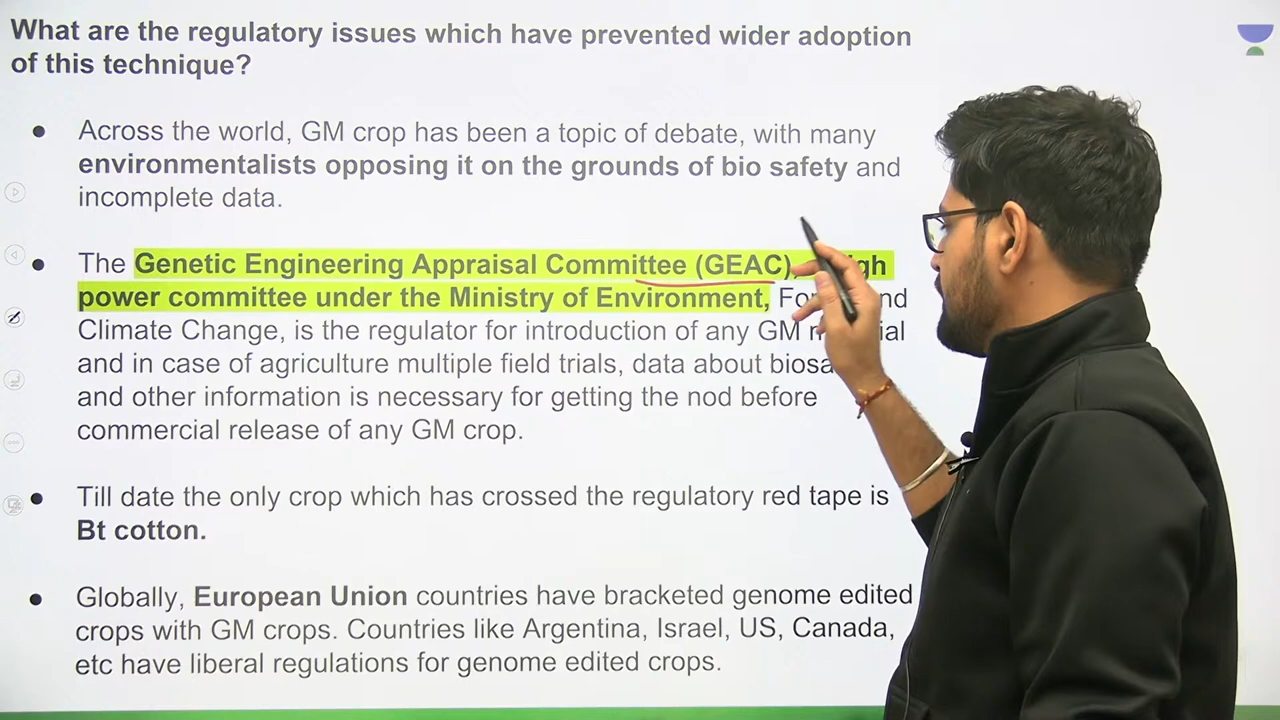 What are the regulatory issues which have prevented wider adoption
of this technique?
Across the world, GM crop has been a topic of debate, with many
environmentalists opposing it on the grounds of bio safety and
incomplete data.
The Genetic Engineering Appraisal Committee (GEAC),
power committee under the Ministry of Environment,
Climate Change, is the regulator for introduction of any GM
and in case of agriculture multiple field trials, data about
and other information is necessary for getting the nod before
commercial release of any GM crop.
Till date the only crop which has crossed the regulatory red tape is
Bt cotton.
Globally, European Union countries have bracketed genome edited
crops with GM crops. Countries like Argentina, Israel, US, Canada,
etc have liberal regulations for genome edited crops.